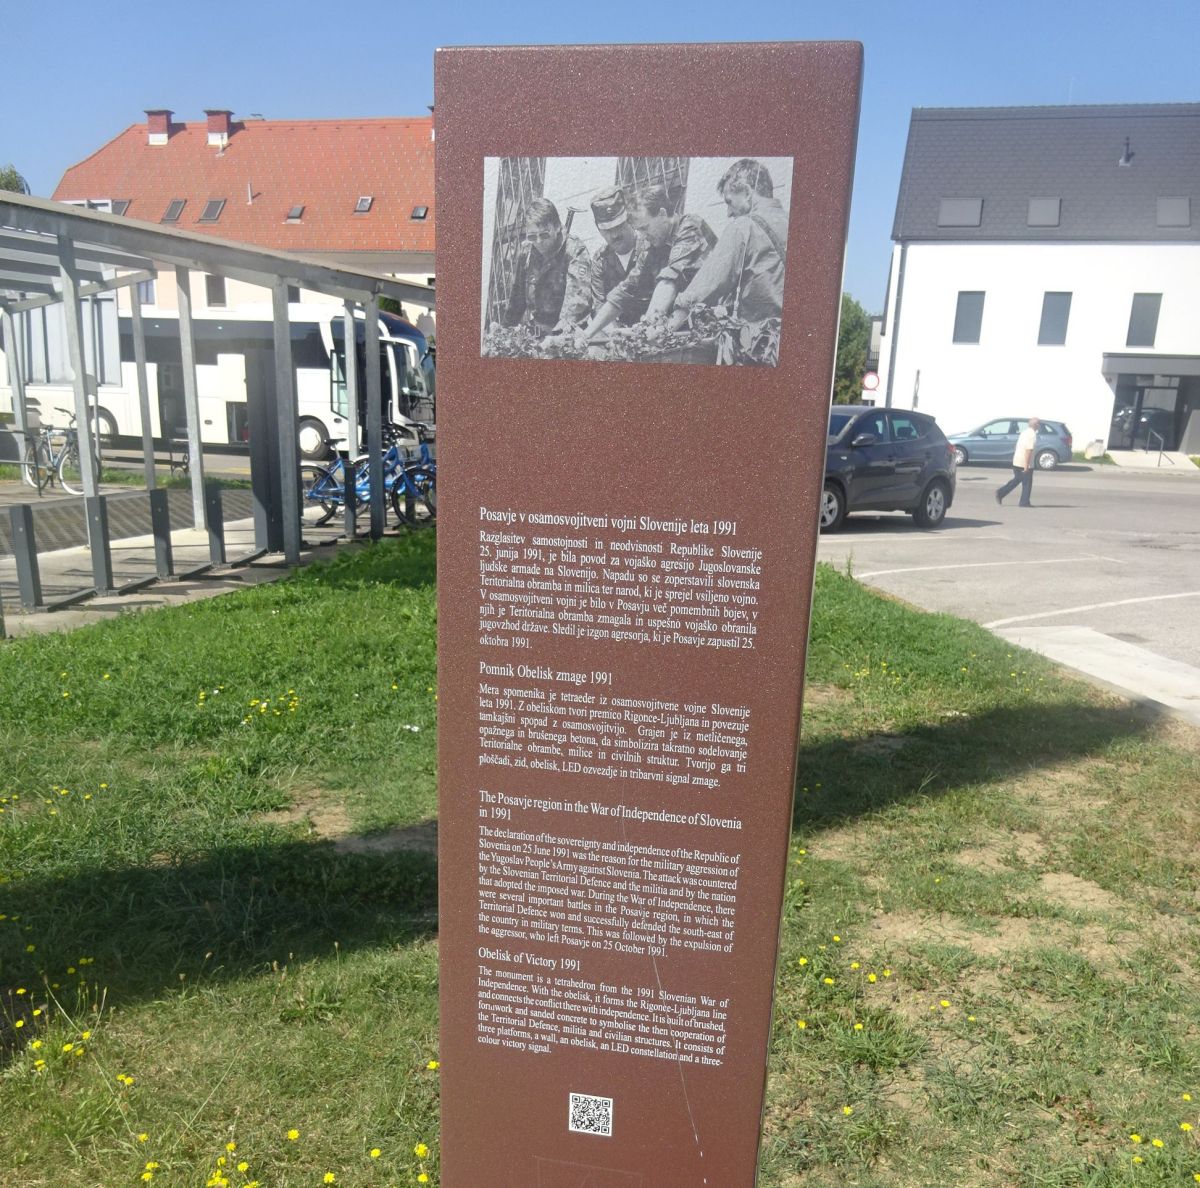 Posavje v osamosvojitveni vojni Slovenije leta 1991
Razglasitev samostojnosti in neodvisnosti Republike Slovenije
25. junija 1991, je bila povod za vojaško agresijo Jugoslovanske
ljudske armade na Slovenijo. Napadu so se zoperstavili slovenska
Teritorialna obramba in milica ter narod, ki je sprejel vsiljeno vojno.
V osamosvojitveni vojni je bilo v Posavju več pomembnih bojev, v
njih je Teritorialna obramba zmagala in uspešno vojaško obranila
jugovzhod države. Sledil je izgon agresorja, ki je Posavje zapustil 25.
oktobra 1991.
Pomnik Obelisk zmage 1991
Mera spomenika je tetraeder iz osamosvojitvene vojne Slovenije
leta 1991. Z obeliskom tvori premico Rigonce-Ljubljana in povezuje
tamkajšni spopad z osamosvojitvijo. Grajen je iz metličenega,
opažnega in brušenega betona, da simbolizira takratno sodelovanje
Teritorialne obrambe, milice in civilnih struktur. Tvorijo ga tri
ploščadi, zid, obelisk, LED ozvezdje in tribarvni signal zmage.
The Posavje region in the War of Independence of Slovenia
in 1991
The declaration of the sovereignty and independence of the Republic of
Slovenia on 25 June 1991 was the reason for the military aggression of
the Yugoslav People's Army against Slovenia. The attack was countered
by the Slovenian Territorial Defence and the militia and by the nation
that adopted the imposed war. During the War of Independence, there
were several important battles in the Posavje region, in which the
Territorial Defence won and successfully defended the south-east of
the country in military terms. This was followed by the expulsion of
the aggressor, who left Posavje on 25 October 1991.
Obelisk of Victory 1991
The monument is a tetrahedron from the 1991 Slovenian War of
Independence. With the obelisk, it forms the Rigonce-Ljubljana line
and connects the conflict there with independence. It is built of brushed,
formwork and sanded concrete to symbolise the then cooperation of
the Territorial Defence, militia and civilian structures. It consists of
three platforms, a wall, an obelisk, an LED constellation and a three-
colour victory signal.